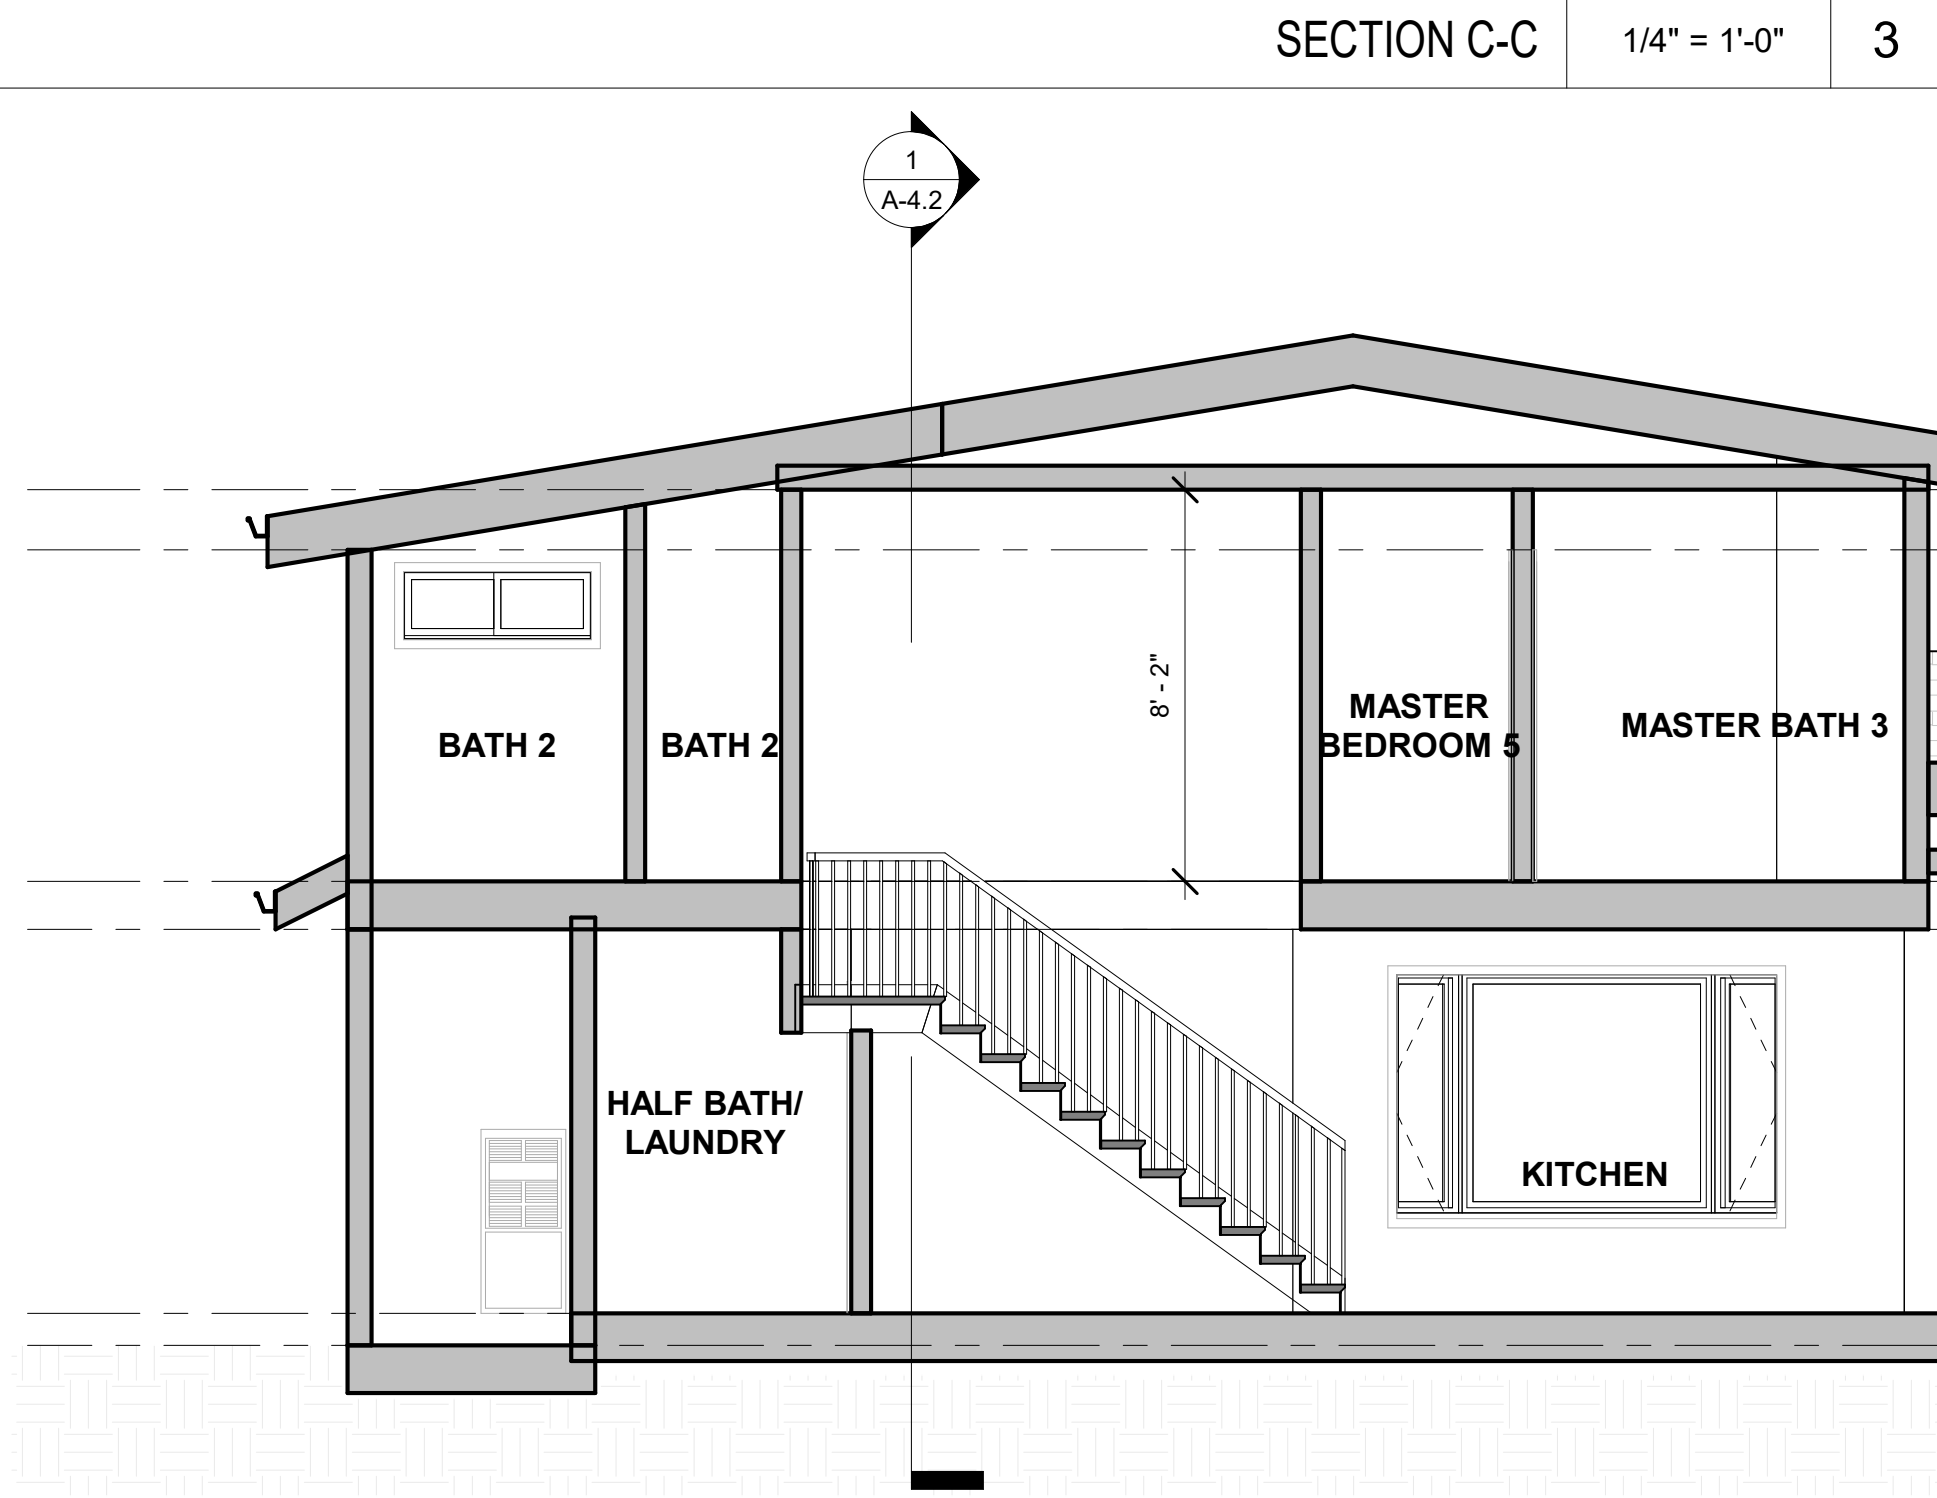 SECTION C-C
1/4" = 1'-0"
3
1
A-4.2
8' - 2"
MASTER
BEDROOM 5
MASTER BATH 3
BATH 2
BATH 2
HALF BATH/
LAUNDRY
KITCHEN